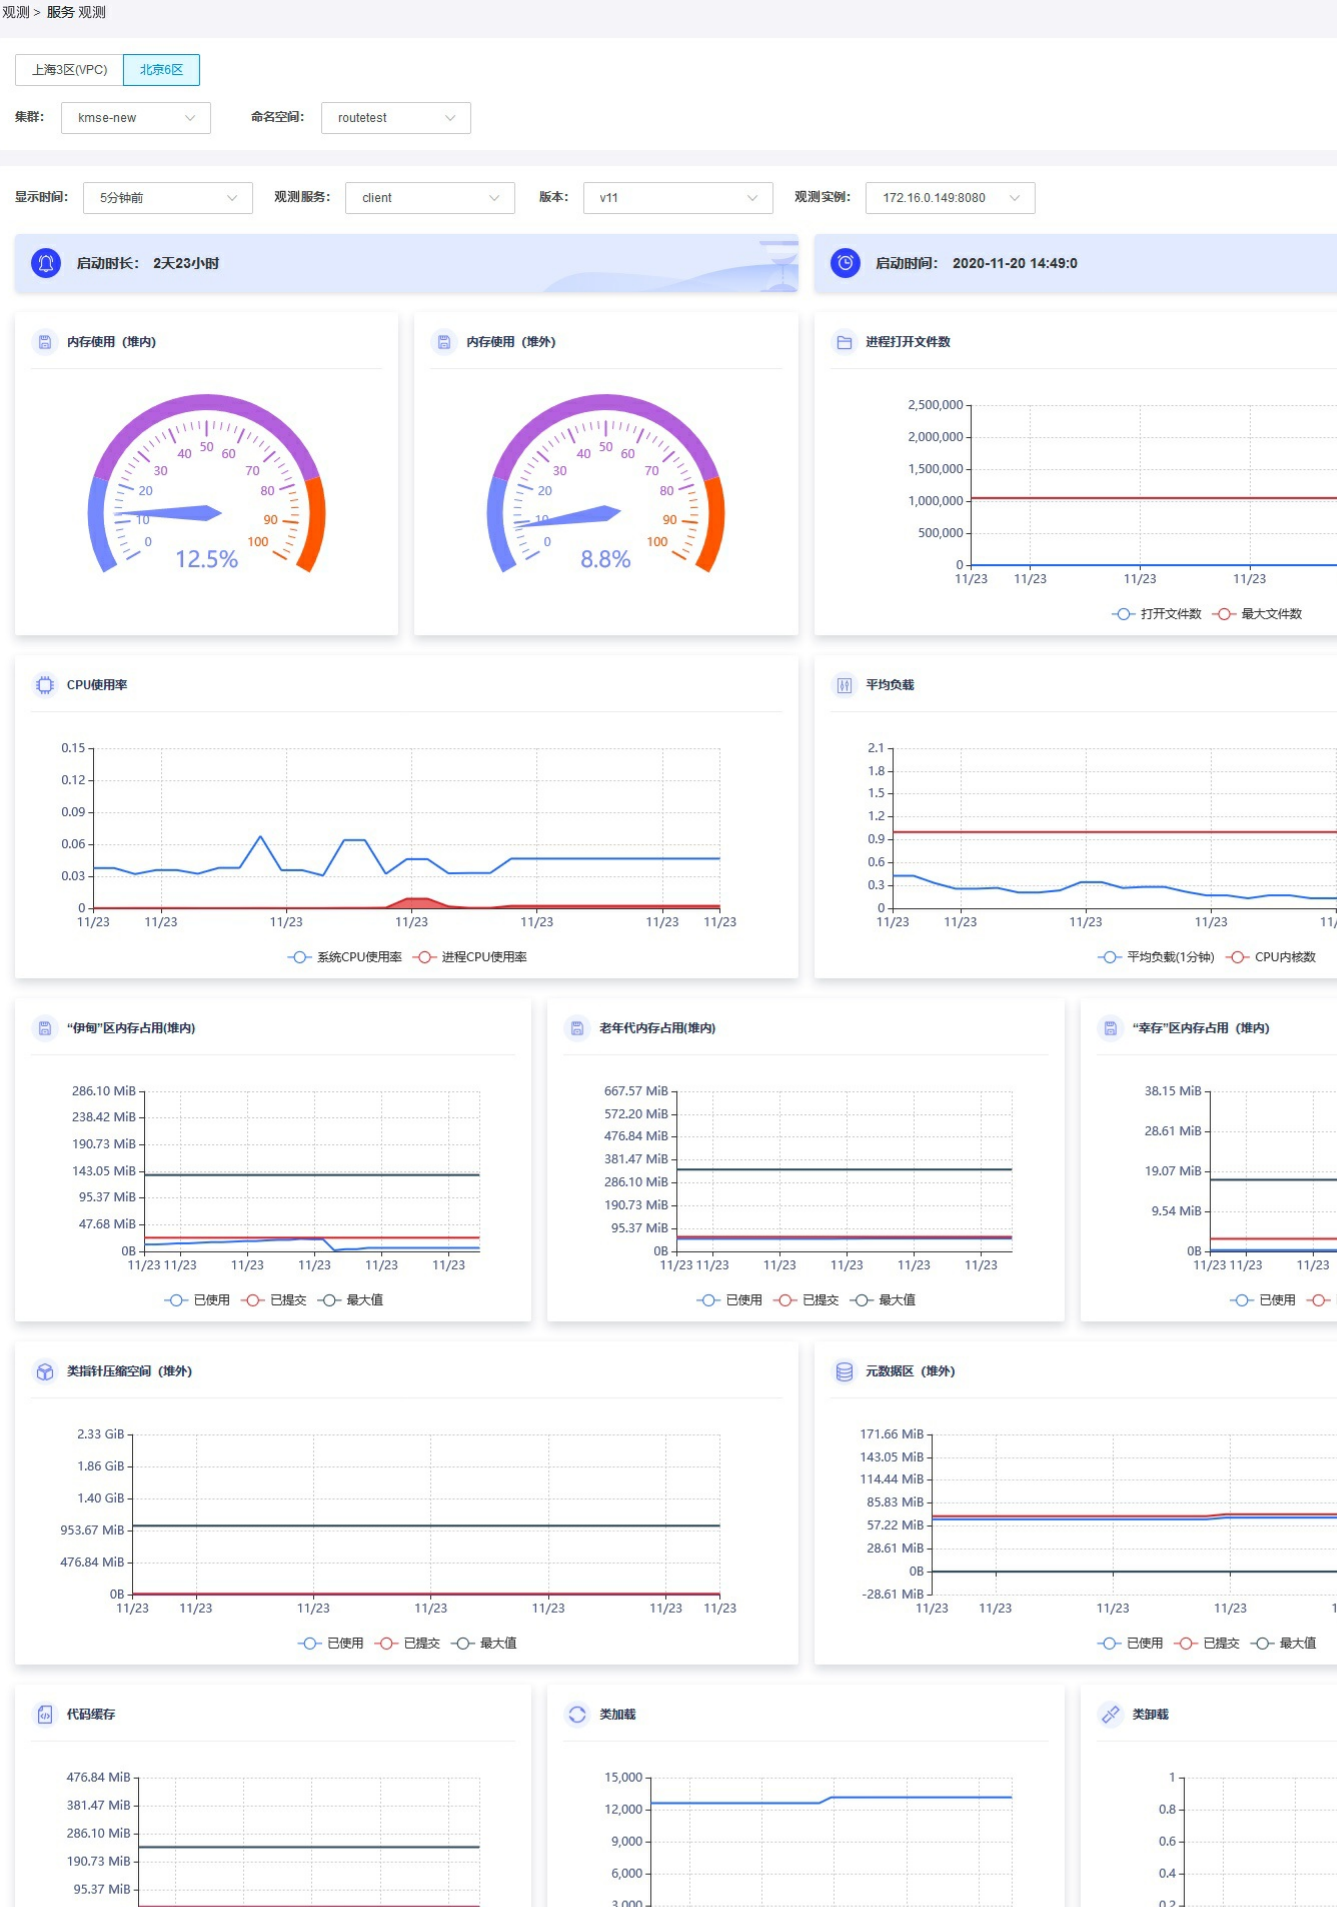 观测 > 服务 观测
上海3区(VPC) 北京6区
集群: kmse-new 命名空间: routetest
显示时间: 5分钟前 观测服务: client 版本: v11 观测实例: 172.16.0.149:8080
启动时长: 2天23小时
启动时间: 2020-11-20 14:49:0
内存使用 (堆内)
0 10 20 30 40 50 60 70 80 90 100
12.5%
内存使用 (堆外)
0 10 20 30 40 50 60 70 80 90 100
8.8%
进程打开文件数
2,500,000
2,000,000
1,500,000
1,000,000
500,000
0
11/23 11/23 11/23 11/23
打开文件数 最大文件数
CPU使用率
0.15
0.12
0.09
0.06
0.03
0
11/23 11/23 11/23 11/23 11/23 11/23 11/23
系统CPU使用率 进程CPU使用率
平均负载
2.1
1.8
1.5
1.2
0.9
0.6
0.3
0
11/23 11/23 11/23 11/23 11/
平均负载(1分钟) CPU内核数
“伊甸”区内存占用(堆内)
286.10 MiB
238.42 MiB
190.73 MiB
143.05 MiB
95.37 MiB
47.68 MiB
0B
11/23 11/23 11/23 11/23 11/23 11/23
已使用 已提交 最大值
老年代内存占用(堆内)
667.57 MiB
572.20 MiB
476.84 MiB
381.47 MiB
286.10 MiB
190.73 MiB
95.37 MiB
0B
11/23 11/23 11/23 11/23 11/23 11/23
已使用 已提交 最大值
“幸存”区内存占用 (堆内)
38.15 MiB
28.61 MiB
19.07 MiB
9.54 MiB
0B
11/23 11/23 11/23
已使用
类指针压缩空间 (堆外)
2.33 GiB
1.86 GiB
1.40 GiB
953.67 MiB
476.84 MiB
0B
11/23 11/23 11/23 11/23 11/23 11/23 11/23
已使用 已提交 最大值
元数据区 (堆外)
171.66 MiB
143.05 MiB
114.44 MiB
85.83 MiB
57.22 MiB
28.61 MiB
0B
-28.61 MiB
11/23 11/23 11/23 11/23 1
已使用 已提交 最大值
代码缓存
476.84 MiB
381.47 MiB
286.10 MiB
190.73 MiB
95.37 MiB
类加载
15,000
12,000
9,000
6,000
3,000
类卸载
1
0.8
0.6
0.4
0.2